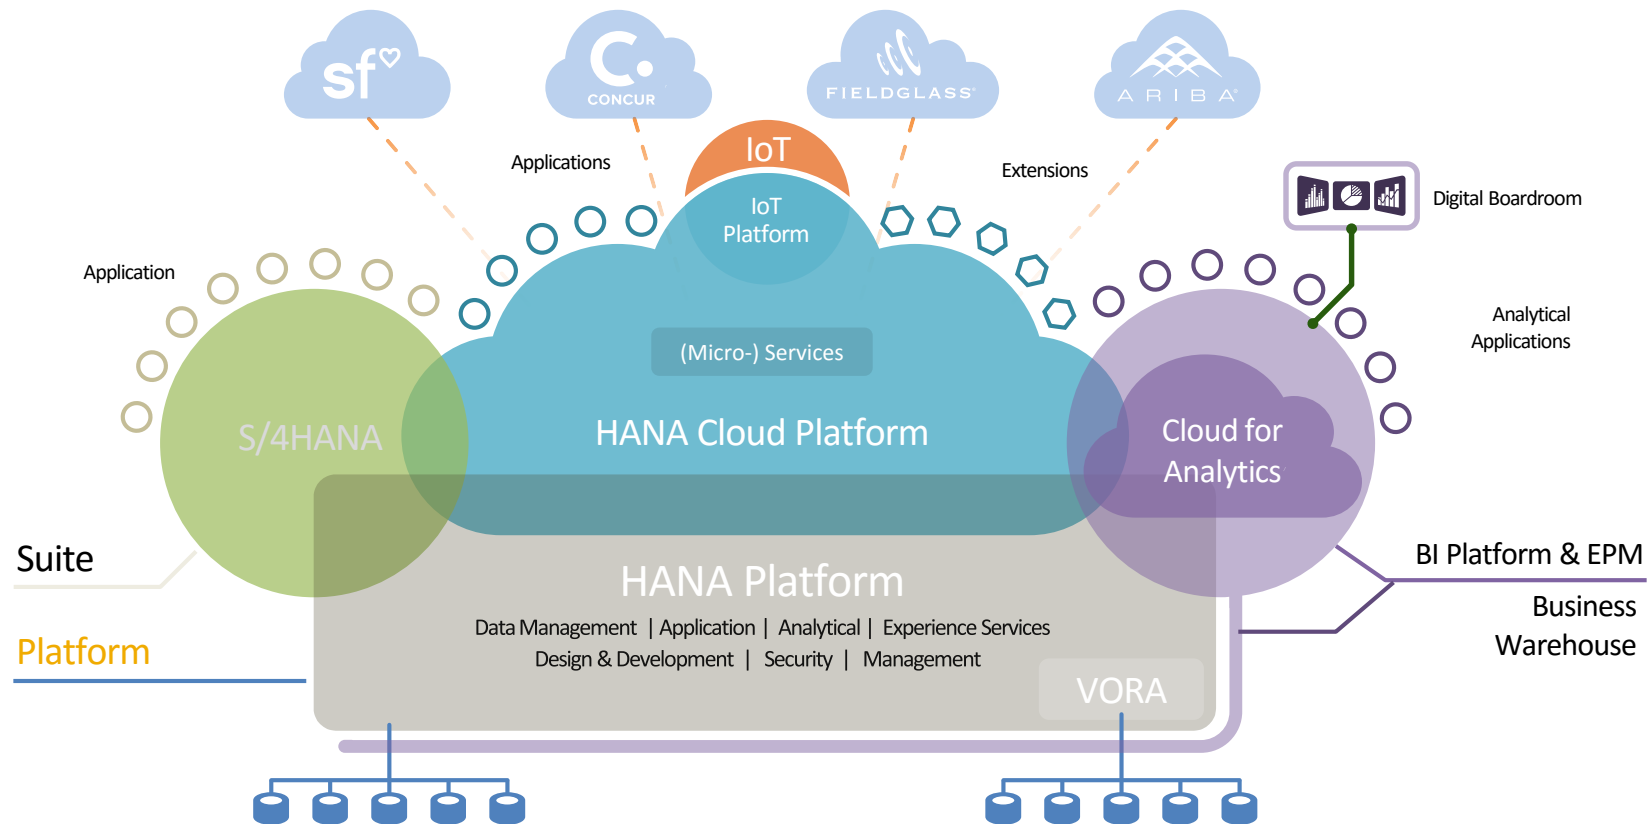 sf
CONCUR
FIELDGLASS®
ARIBA®
IoT
Applications
Extensions
IoT
Platform
Digital Boardroom
Application
Analytical
Applications
(Micro-) Services
S/4HANA
HANA Cloud Platform
Cloud for
Analytics
Suite
BI Platform & EPM
HANA Platform
Business
Warehouse
Data Management | Application | Analytical | Experience Services
Design & Development | Security | Management
Platform
VORA